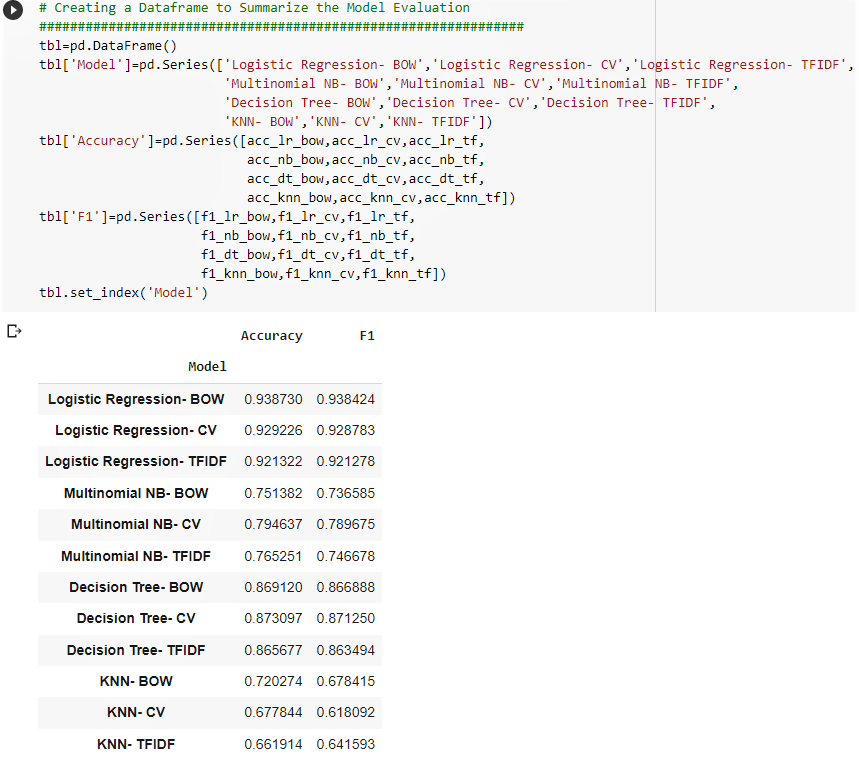 # Creating a Dataframe to Summarize the Model Evaluation
###############################################################
tbl=pd.DataFrame()
tbl['Model']=pd.Series(['Logistic Regression- BOW','Logistic Regression- CV','Logistic Regression- TFIDF',
'Multinomial NB- BOW','Multinomial NB- CV','Multinomial NB- TFIDF',
'Decision Tree- BOW','Decision Tree- CV','Decision Tree- TFIDF',
'KNN- BOW','KNN- CV','KNN- TFIDF'])
tbl['Accuracy']=pd.Series([acc_lr_bow,acc_lr_cv,acc_lr_tf,
acc_nb_bow,acc_nb_cv,acc_nb_tf,
acc_dt_bow,acc_dt_cv,acc_dt_tf,
acc_knn_bow,acc_knn_cv,acc_knn_tf])
tbl['F1']=pd.Series([f1_lr_bow,f1_lr_cv,f1_lr_tf,
f1_nb_bow,f1_nb_cv,f1_nb_tf,
f1_dt_bow,f1_dt_cv,f1_dt_tf,
f1_knn_bow,f1_knn_cv,f1_knn_tf])
tbl.set_index('Model')
Accuracy F1
Model
Logistic Regression- BOW 0.938730 0.938424
Logistic Regression- CV 0.929226 0.928783
Logistic Regression- TFIDF 0.921322 0.921278
Multinomial NB- BOW 0.751382 0.736585
Multinomial NB- CV 0.794637 0.789675
Multinomial NB- TFIDF 0.765251 0.746678
Decision Tree- BOW 0.869120 0.866888
Decision Tree- CV 0.873097 0.871250
Decision Tree- TFIDF 0.865677 0.863494
KNN- BOW 0.720274 0.678415
KNN- CV 0.677844 0.618092
KNN- TFIDF 0.661914 0.641593